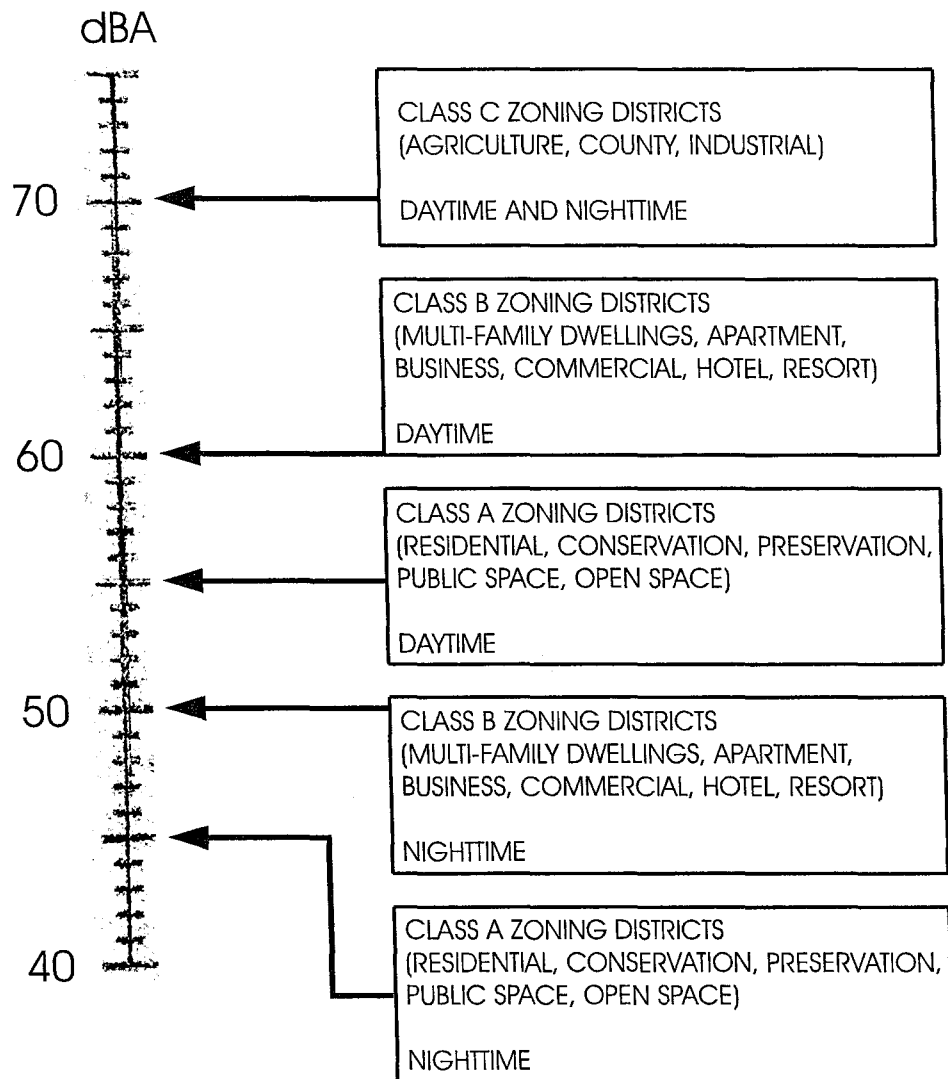 dBA
70
60
50
40
CLASS C ZONING DISTRICTS
(AGRICULTURE, COUNTY, INDUSTRIAL)
DAYTIME AND NIGHTTIME
CLASS B ZONING DISTRICTS
(MULTI-FAMILY DWELLINGS, APARTMENT,
BUSINESS, COMMERCIAL, HOTEL, RESORT)
DAYTIME
CLASS A ZONING DISTRICTS
(RESIDENTIAL, CONSERVATION, PRESERVATION,
PUBLIC SPACE, OPEN SPACE)
DAYTIME
CLASS B ZONING DISTRICTS
(MULTI-FAMILY DWELLINGS, APARTMENT,
BUSINESS, COMMERCIAL, HOTEL, RESORT)
NIGHTTIME
CLASS A ZONING DISTRICTS
(RESIDENTIAL, CONSERVATION, PRESERVATION,
PUBLIC SPACE, OPEN SPACE)
NIGHTTIME